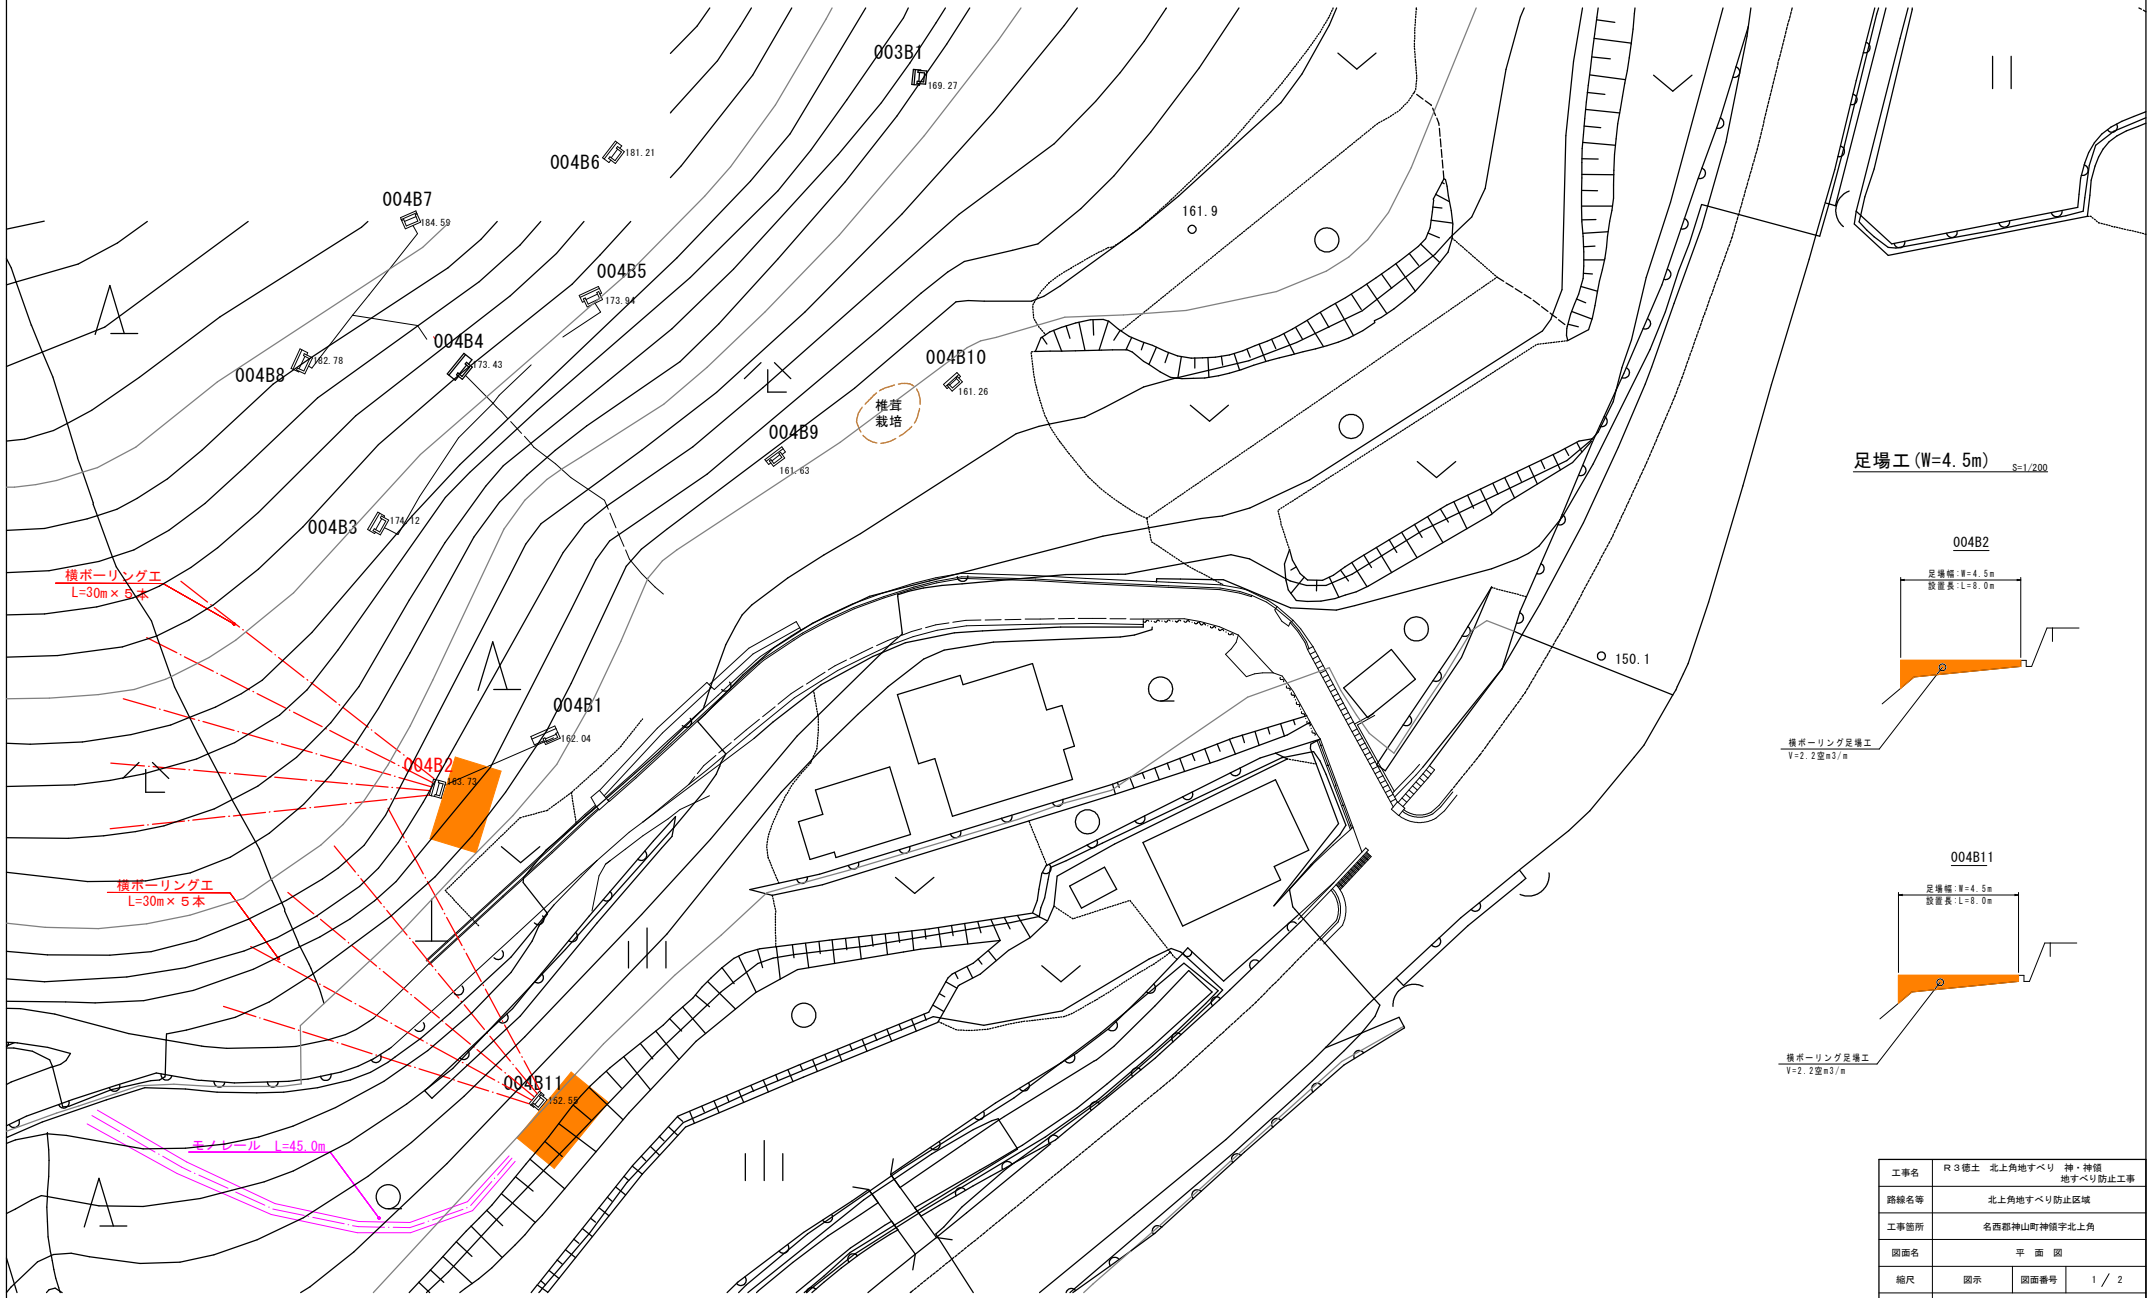 003B1
169.27
004B6
181.21
004B7
184.59
161.9
004B5
173.94
004B4
173.43
004B8
182.78
004B10
161.26
椎茸
栽培
004B9
161.63
004B3
174.12
横ボーリング工
L=30m×5本
004B1
162.04
004B2
163.73
150.1
横ボーリング工
L=30m×5本
004B11
152.55
モノレール L=45.0m
足場工(W=4.5m) S=1/200
004B2
足場幅:W=4.5m
設置長:L=8.0m
横ボーリング足場工
V=2.2空m3/m
004B11
足場幅:W=4.5m
設置長:L=8.0m
横ボーリング足場工
V=2.2空m3/m
工事名 R3徳土 北上角地すべり 神・神領
地すべり防止工事
路線名等 北上角地すべり防止区域
工事箇所 名西郡神山町神領字北上角
図面名 平 面 図
縮尺 図示 図面番号 1 / 2